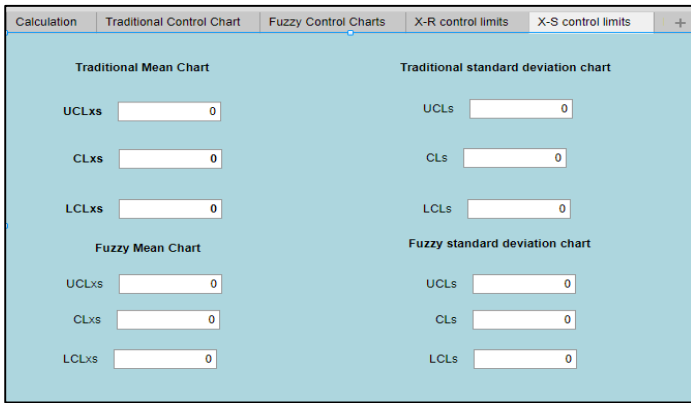 Calculation Traditional Control Chart Fuzzy Control Charts X-R control limits X-S control limits +
Traditional Mean Chart
UCLxs 0
CLxs 0
LCLxs 0
Fuzzy Mean Chart
UCLxs 0
CLxs 0
LCLxs 0
Traditional standard deviation chart
UCLs 0
CLs 0
LCLs 0
Fuzzy standard deviation chart
UCLs 0
CLs 0
LCLs 0